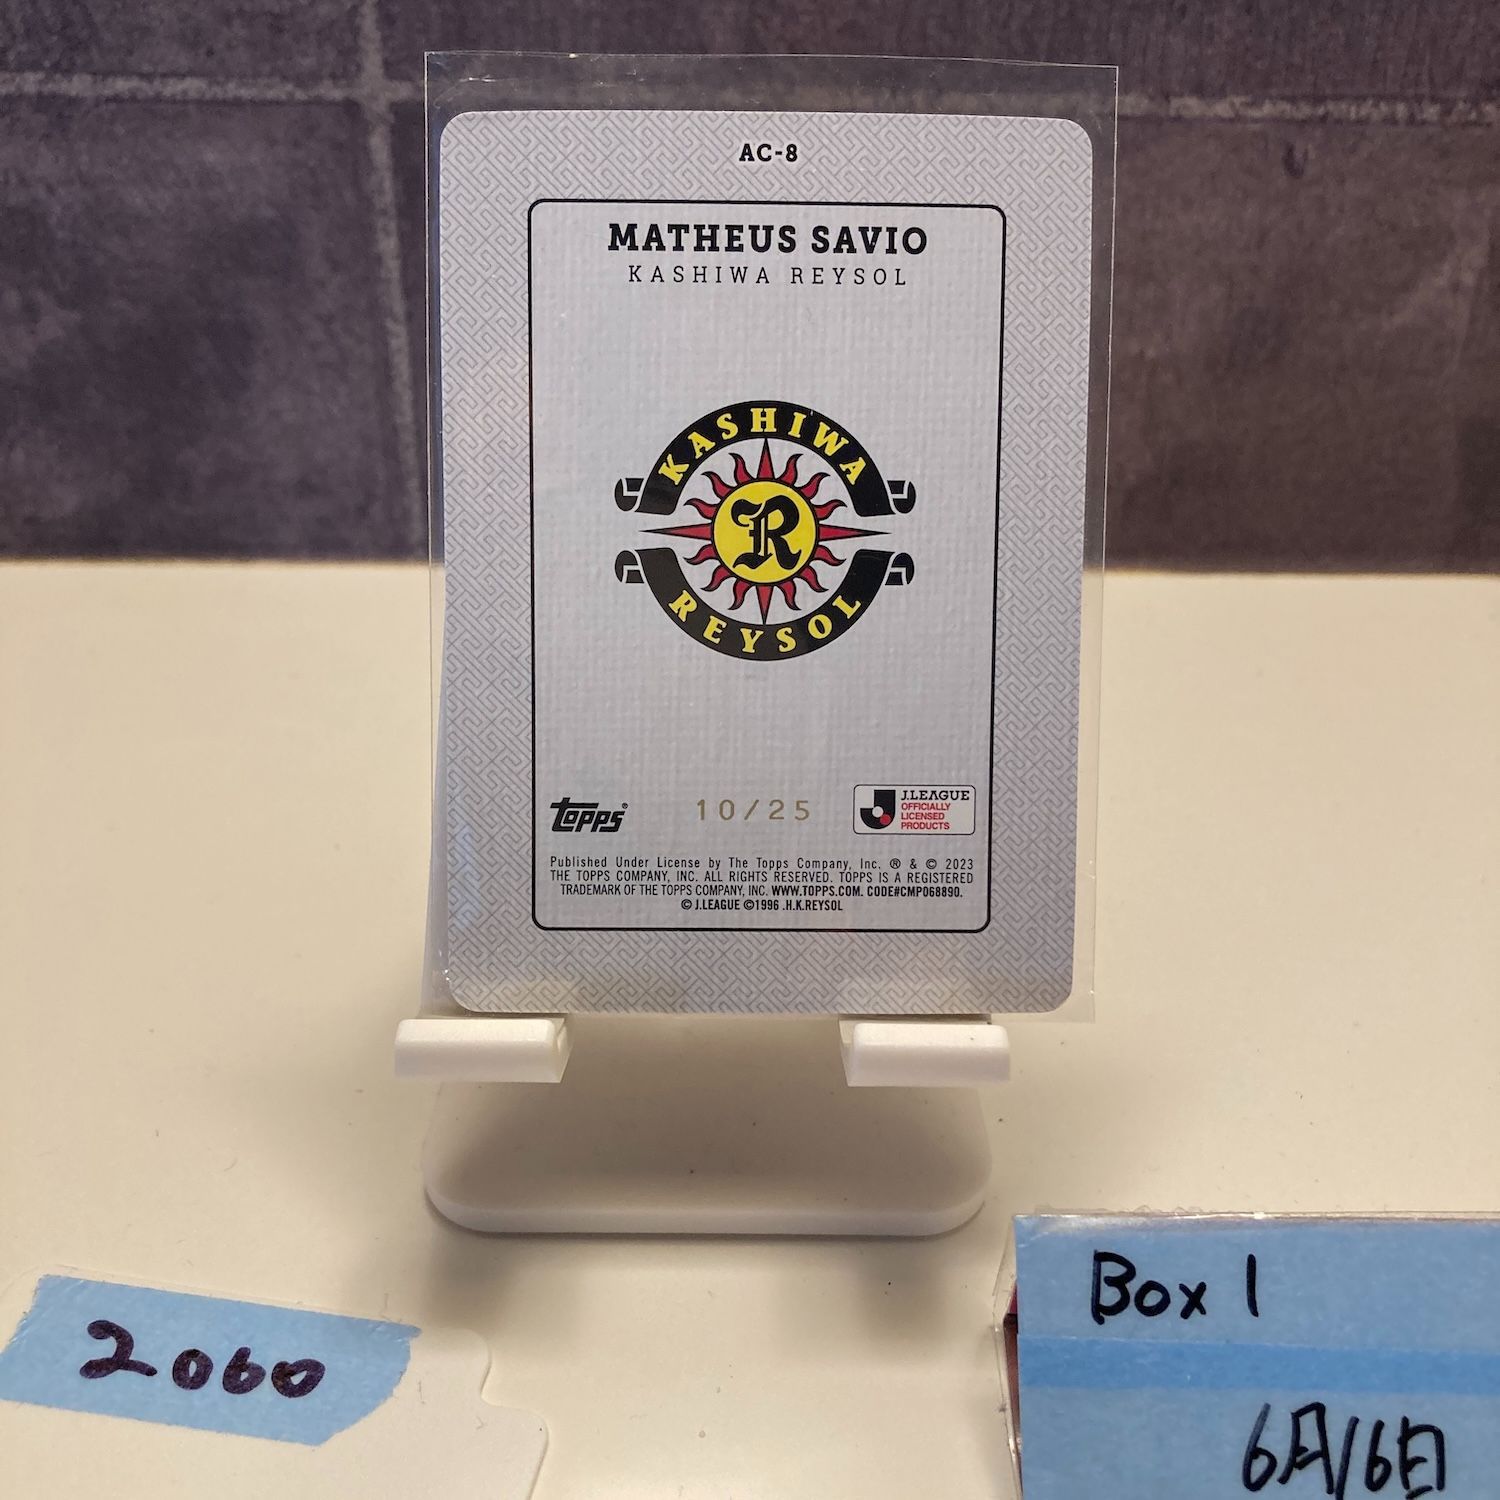 AC-8
MATHEUS SAVIO
KASHIWA REYSOL
KASHIWA
R
REYSOL
topps®
10/25
J.LEAGUE
OFFICIALLY
LICENSED
PRODUCTS
Published Under License by The Topps Company, Inc. ® & © 2023
THE TOPPS COMPANY, INC. ALL RIGHTS RESERVED. TOPPS IS A REGISTERED
TRADEMARK OF THE TOPPS COMPANY, INC. WWW.TOPPS.COM. CODE#CMP068890.
© J.LEAGUE ©1996 .H.K.REYSOL
2060
Box 1
6月16日